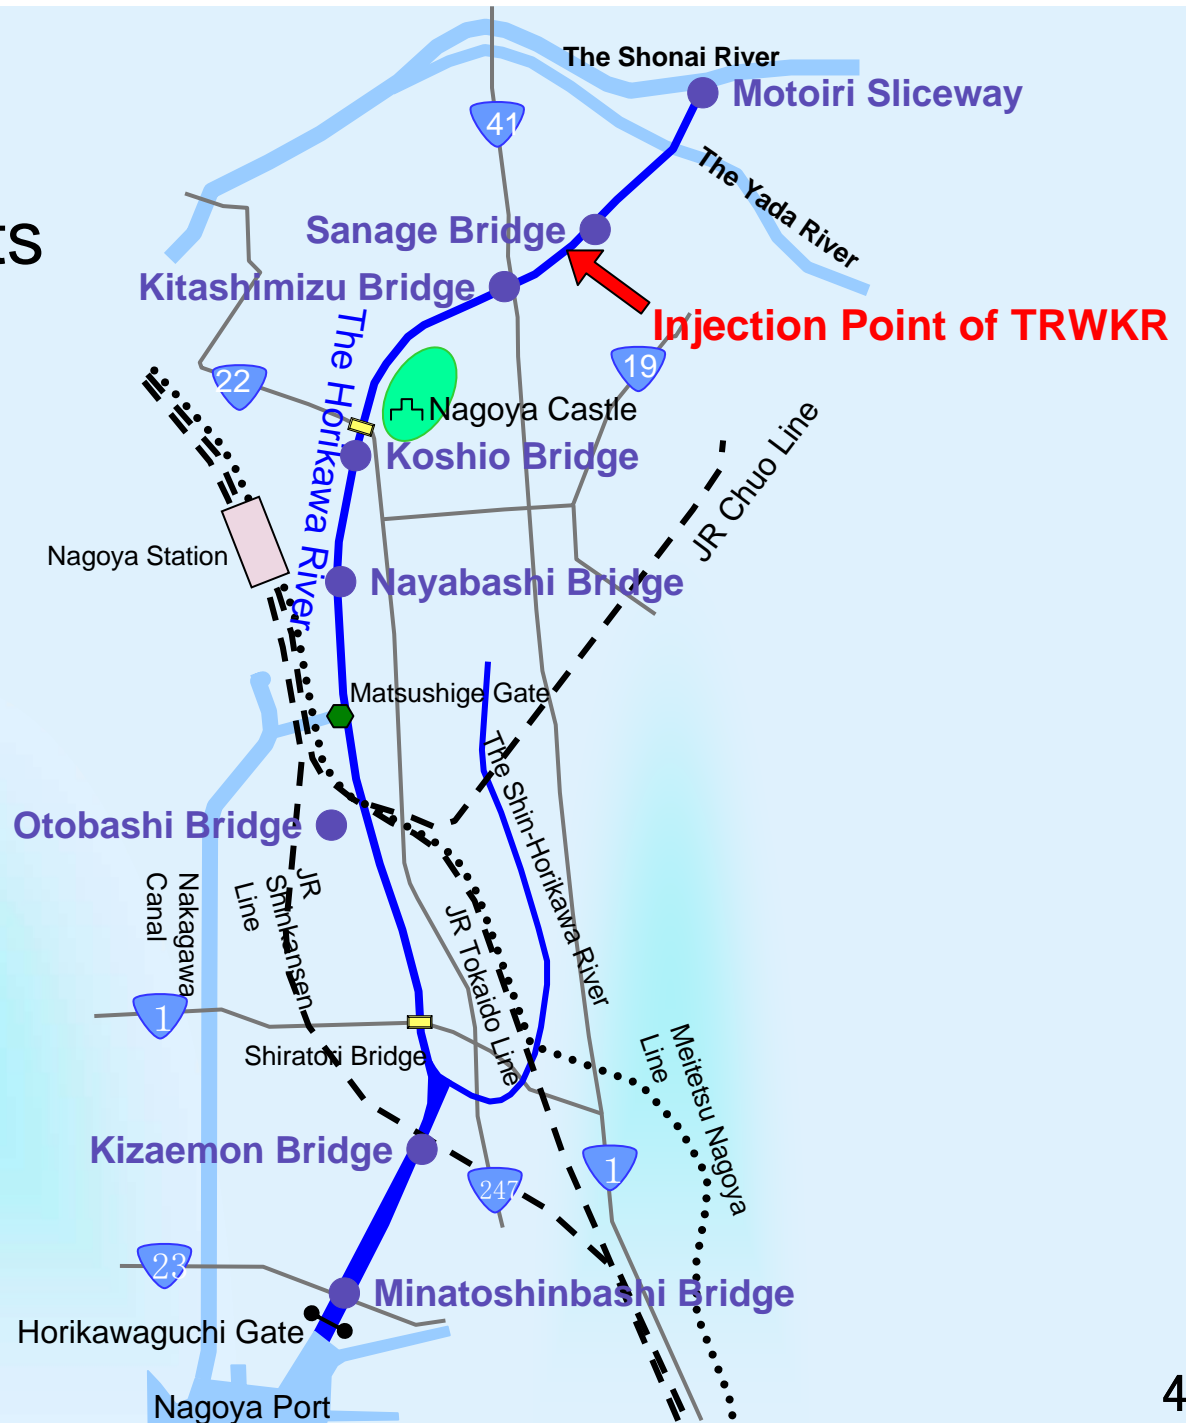 The Shonai River
Motoiri Sliceway
41
The Yada River
ts
Sanage Bridge
Kitashimizu Bridge
Injection Point of TRWKR
The Horikawa River
22
19
Nagoya Castle
Koshio Bridge
JR Chuo Line
Nagoya Station
Nayabashi Bridge
Matsushige Gate
The Shin-Horikawa River
Otobashi Bridge
Nakagawa
Canal
JR
Shinkansen
Line
JR Tokaido Line
1
Shiratori Bridge
Meitetsu Nagoya
Line
Kizaemon Bridge
247
1
23
Minatoshinbashi Bridge
Horikawaguchi Gate
Nagoya Port
4